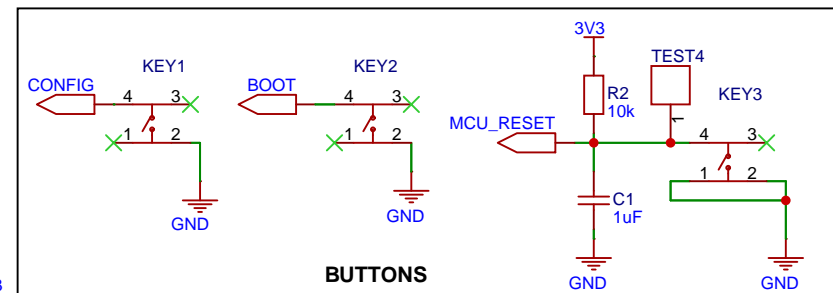 3V3
TEST4
KEY1
KEY2
KEY3
CONFIG
BOOT
R2
10k
MCU_RESET
4 3
1 2
4 3
1 2
1
4 3
1 2
C1
1uF
GND
GND
GND
GND
BUTTONS